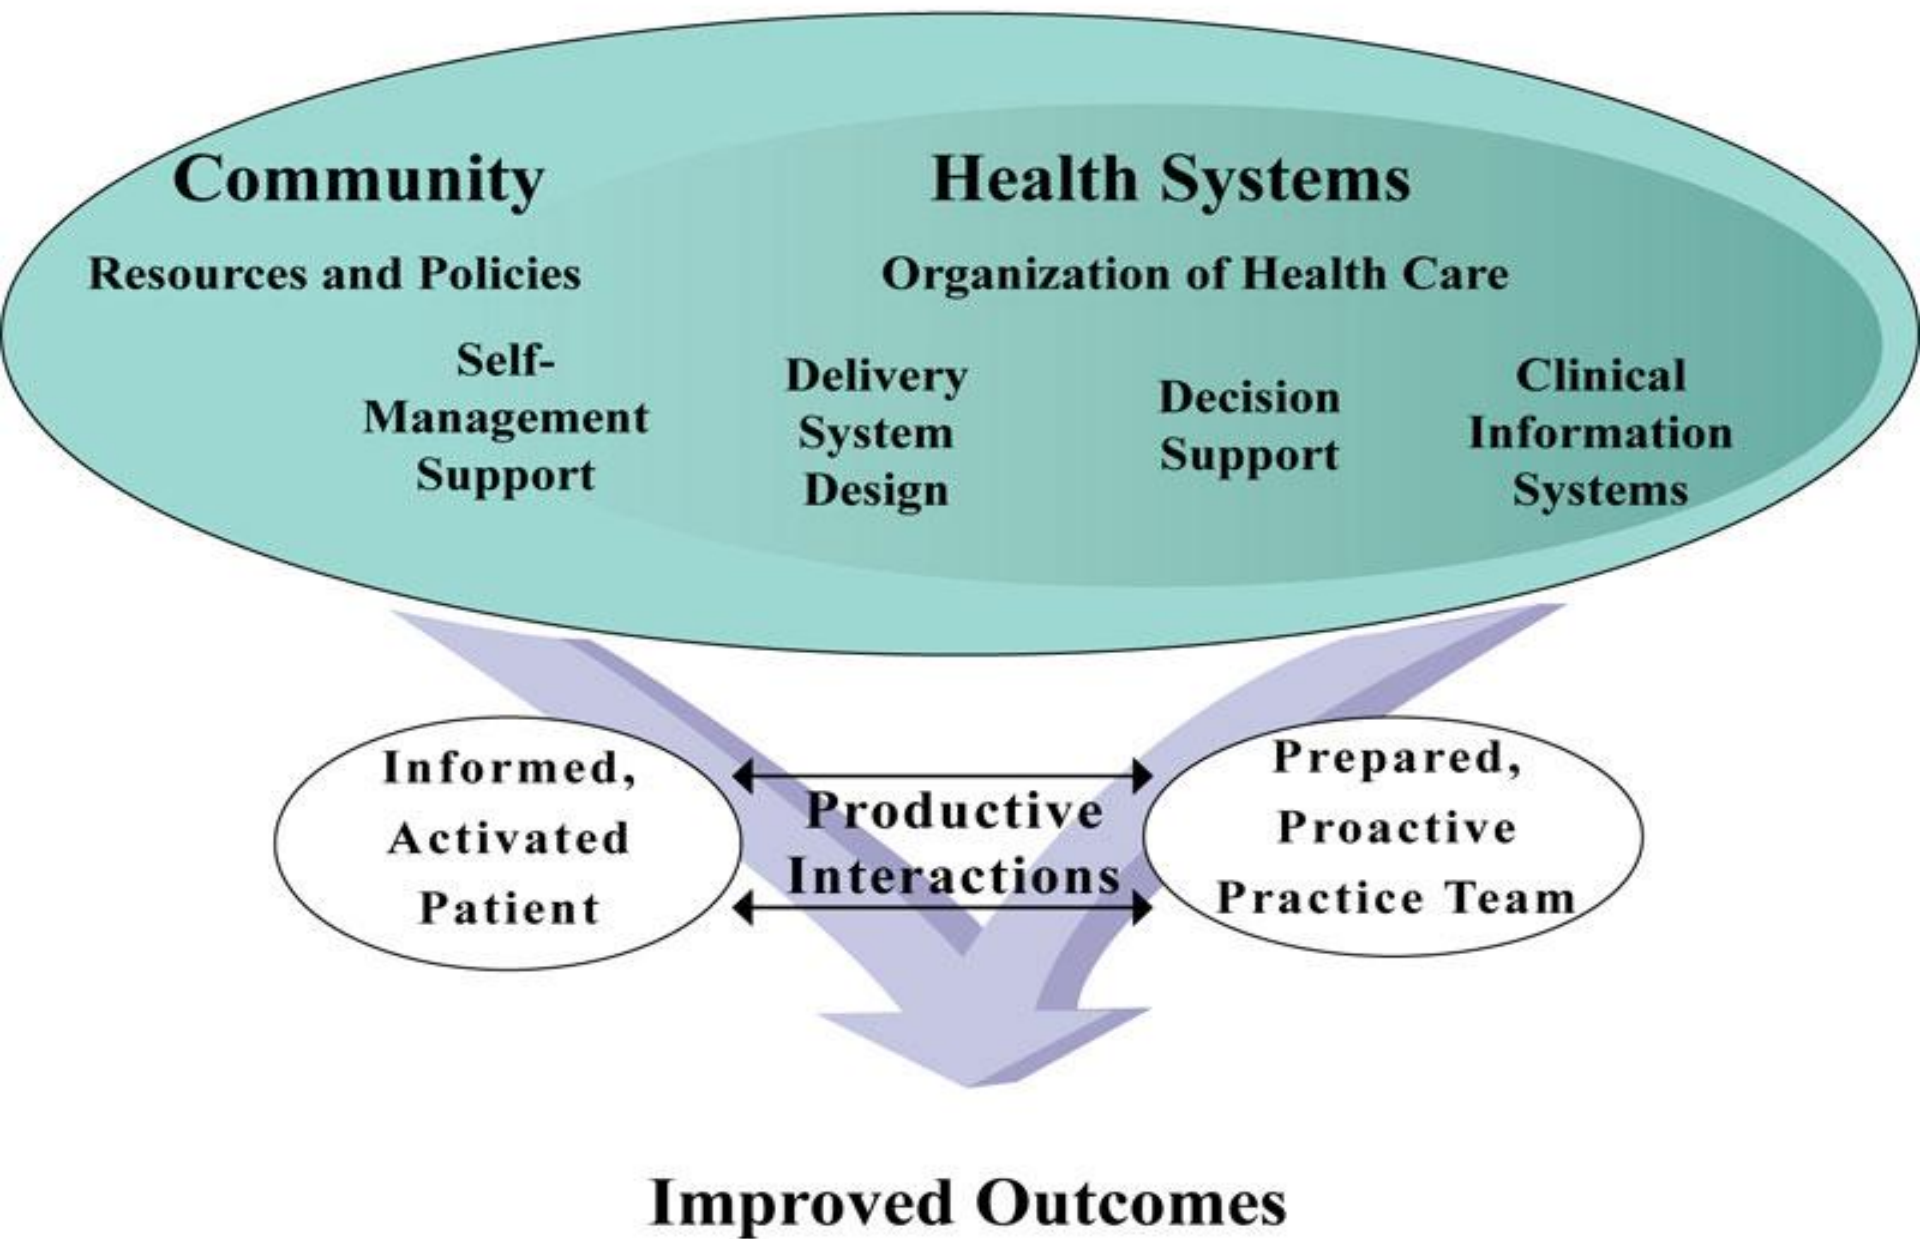 Community
Health Systems
Resources and Policies
Organization of Health Care
Self-
Management
Support
Delivery
System
Design
Decision
Support
Clinical
Information
Systems
Informed,
Activated
Patient
Productive
Interactions
Prepared,
Proactive
Practice Team
Improved Outcomes